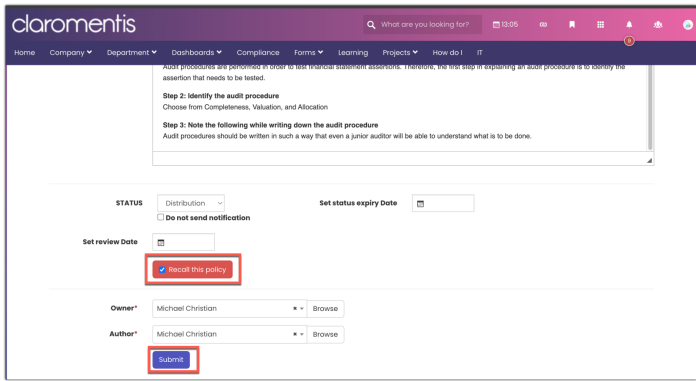 claromentis
What are you looking for?
13:05
Home Company Department Dashboards Compliance Forms Learning Projects How do I IT
Audit procedures are performed in order to test financial statement assertions. Therefore, the first step in explaining an audit procedure is to identify the
assertion that needs to be tested.
Step 2: Identify the audit procedure
Choose from Completeness, Valuation, and Allocation
Step 3: Note the following while writing down the audit procedure
Audit procedures should be written in such a way that even a junior auditor will be able to understand what is to be done.
STATUS Distribution Set status expiry Date
Do not send notification
Set review Date
Recall this policy
Owner* Michael Christian × Browse
Author* Michael Christian × Browse
Submit